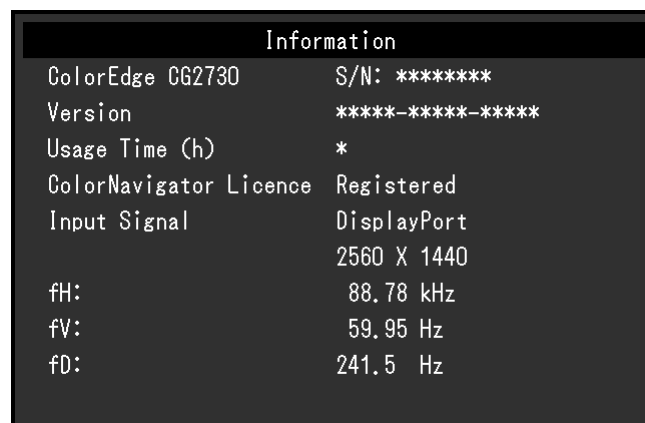 Information
ColorEdge CG2730 S/N: ********
Version *****-*****-*****
Usage Time (h) *
ColorNavigator Licence Registered
Input Signal DisplayPort
2560 X 1440
fH: 88.78 kHz
fV: 59.95 Hz
fD: 241.5 Hz